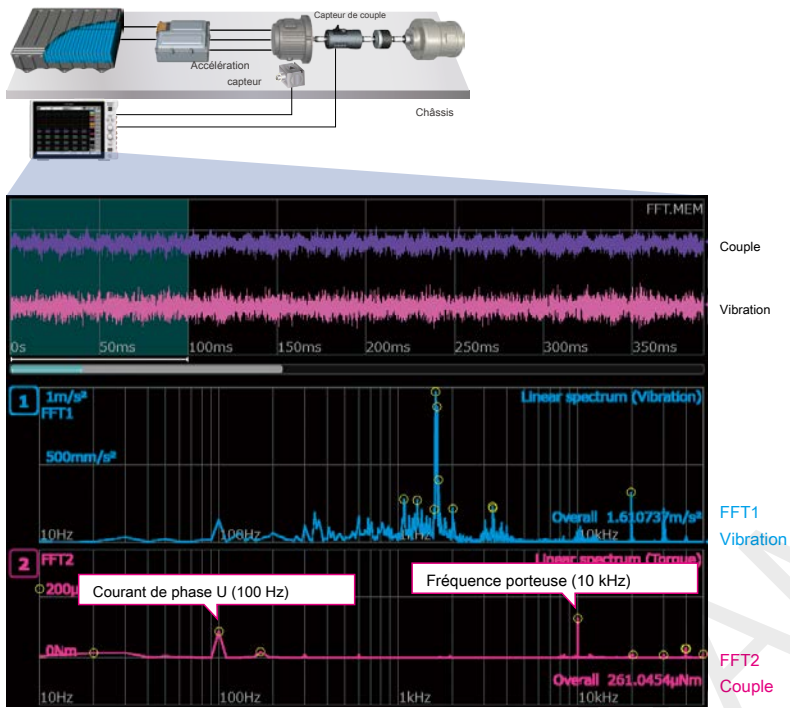 Capteur de couple
Accélération
capteur
Châssis
FFT.MEM
Couple
Vibration
0s 50ms 100ms 150ms 200ms 250ms 300ms 350ms
1 1m/s² Linear spectrum (Vibration)
FFT1
500mm/s²
Overall 1.610737m/s²
10Hz 100Hz 1kHz 10kHz
FFT1
Vibration
2 FFT2 Linear spectrum (Torque)
Courant de phase U (100 Hz)
Fréquence porteuse (10 kHz)
200µ
0Nm
Overall 261.0454µNm
10Hz 100Hz 1kHz 10kHz
FFT2
Couple